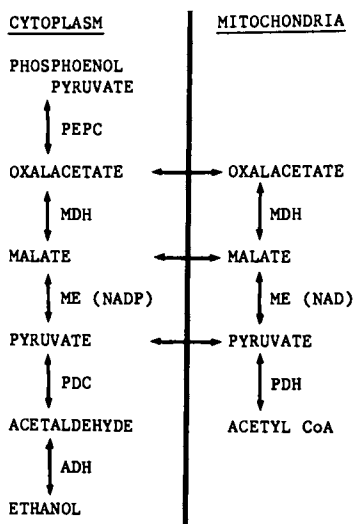 CYTOPLASM
MITOCHONDRIA
PHOSPHOENOL
PYRUVATE
PEPC
OXALACETATE
OXALACETATE
MDH
MDH
MALATE
MALATE
ME (NADP)
ME (NAD)
PYRUVATE
PYRUVATE
PDC
PDH
ACETALDEHYDE
ACETYL CoA
ADH
ETHANOL